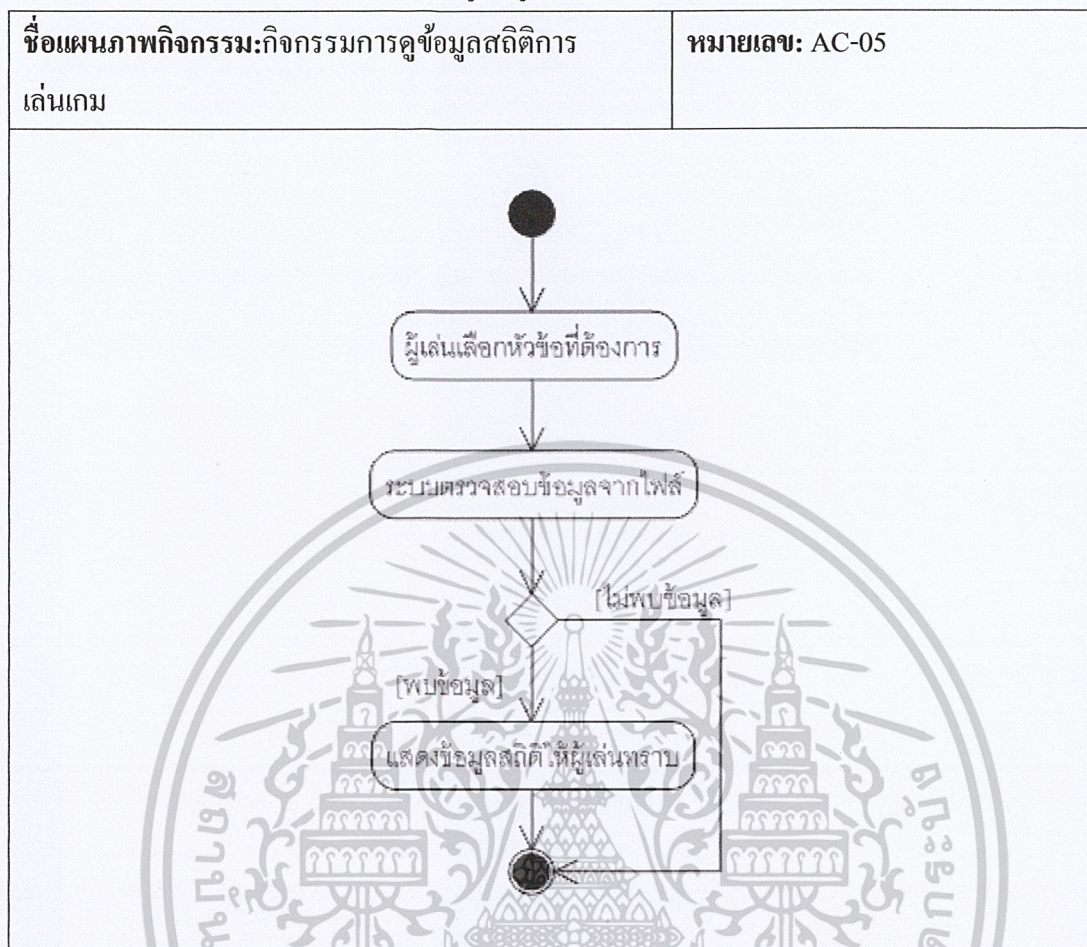 ชื่อแผนภาพกิจกรรม:กิจกรรมการดูข้อมูลสถิติการ
เล่นเกม
หมายเลข: AC-05
ผู้เล่นเลือกหัวข้อที่ต้องการ
ระบบตรวจสอบข้อมูลจากไฟล์
[ไม่พบข้อมูล]
[พบข้อมูล]
แสดงข้อมูลสถิติให้ผู้เล่นทราบ